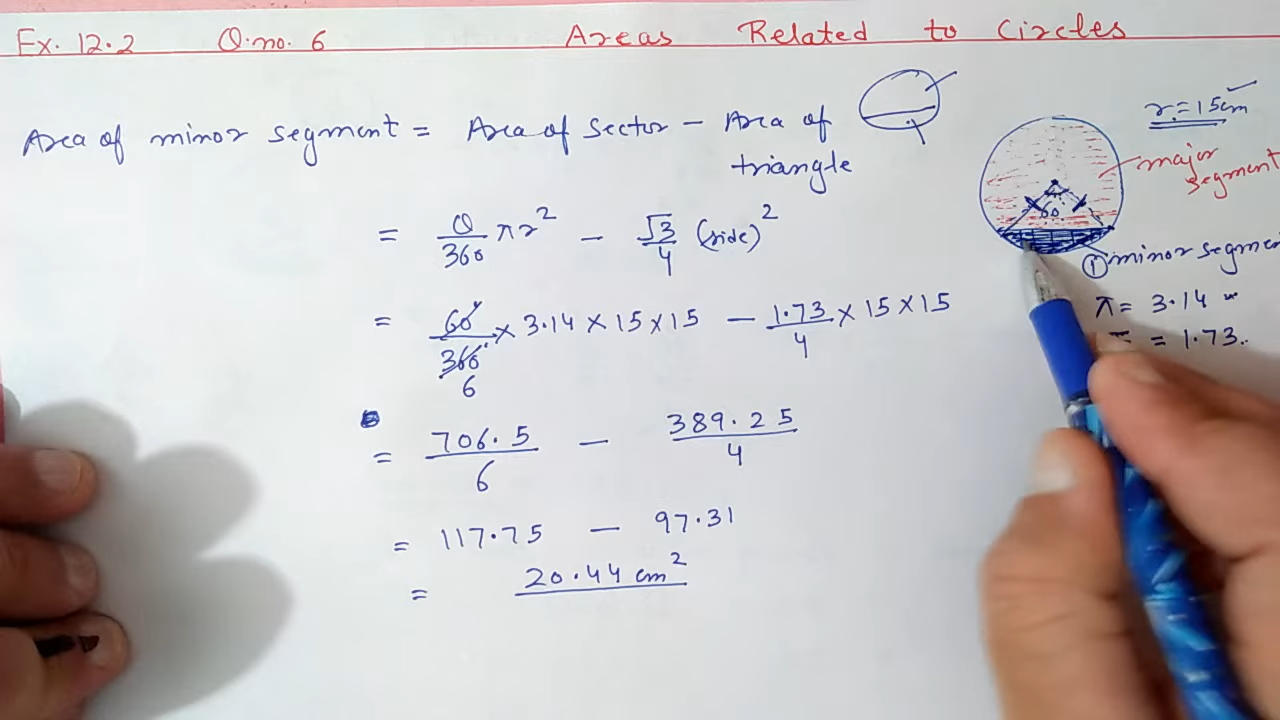 Ex. 12.2 Q.no. 6 Areas Related to Circles
Area of minor segment = Area of sector - Area of triangle
r = 15cm
major segment
60
① minor segmen
π = 3.14
= 1.73
= θ/360 πr² - √3/4 (side)²
= 60/360 × 3.14 × 15 × 15 - 1.73/4 × 15 × 15
6
= 706.5/6 - 389.25/4
= 117.75 - 97.31
= 20.44 cm²